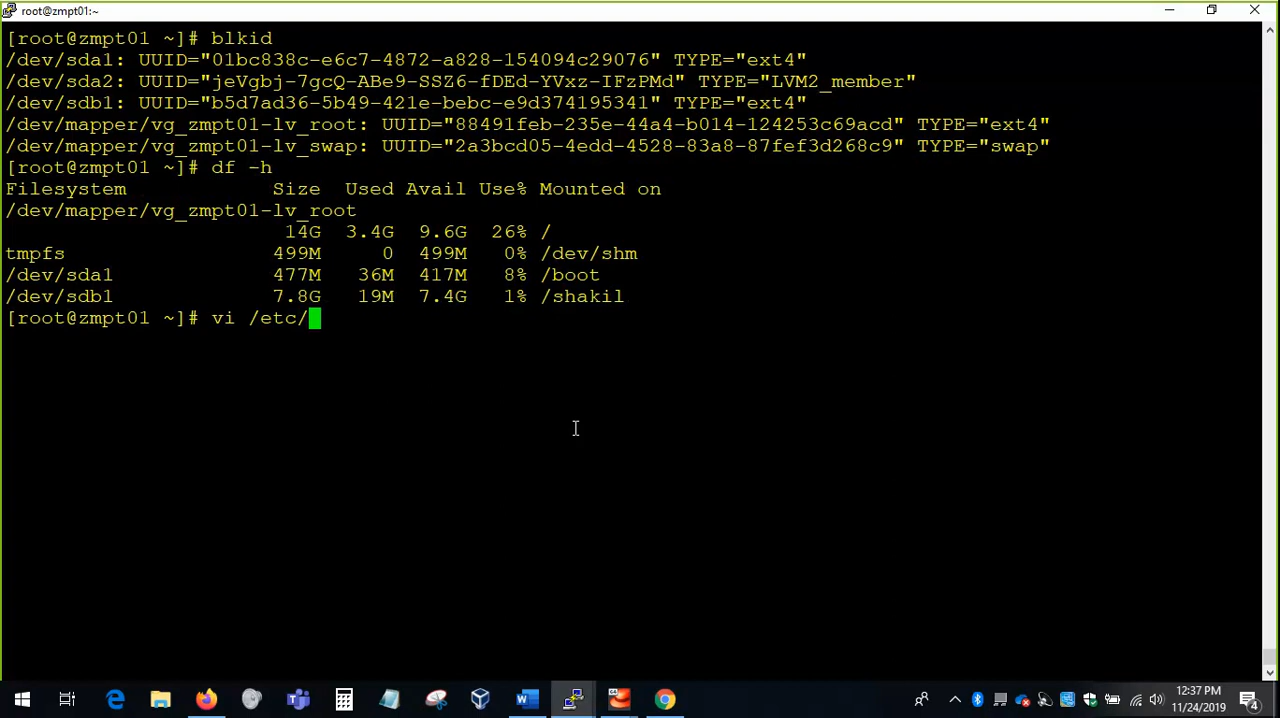 root@zmpt01:~
[root@zmpt01 ~]# blkid
/dev/sda1: UUID="01bc838c-e6c7-4872-a828-154094c29076" TYPE="ext4"
/dev/sda2: UUID="jeVgbj-7gcQ-ABe9-SSZ6-fDEd-YVxz-IFzPMd" TYPE="LVM2_member"
/dev/sdb1: UUID="b5d7ad36-5b49-421e-bebc-e9d374195341" TYPE="ext4"
/dev/mapper/vg_zmpt01-lv_root: UUID="88491feb-235e-44a4-b014-124253c69acd" TYPE="ext4"
/dev/mapper/vg_zmpt01-lv_swap: UUID="2a3bcd05-4edd-4528-83a8-87fef3d268c9" TYPE="swap"
[root@zmpt01 ~]# df -h
Filesystem            Size  Used Avail Use% Mounted on
/dev/mapper/vg_zmpt01-lv_root
                       14G  3.4G  9.6G  26% /
tmpfs                 499M     0  499M   0% /dev/shm
/dev/sda1             477M   36M  417M   8% /boot
/dev/sdb1             7.8G   19M  7.4G   1% /shakil
[root@zmpt01 ~]# vi /etc/
12:37 PM
11/24/2019
4